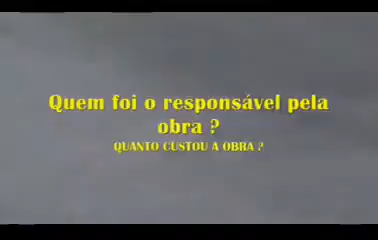 Quem foi o responsável pela
obra ?
QUANTO CUSTOU A OBRA ?